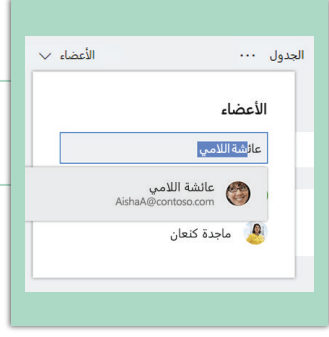 الجدول ... الأعضاء
الأعضاء
عائشة اللامي
عائشة اللامي
AishaA@contoso.com
ماجدة كنعان